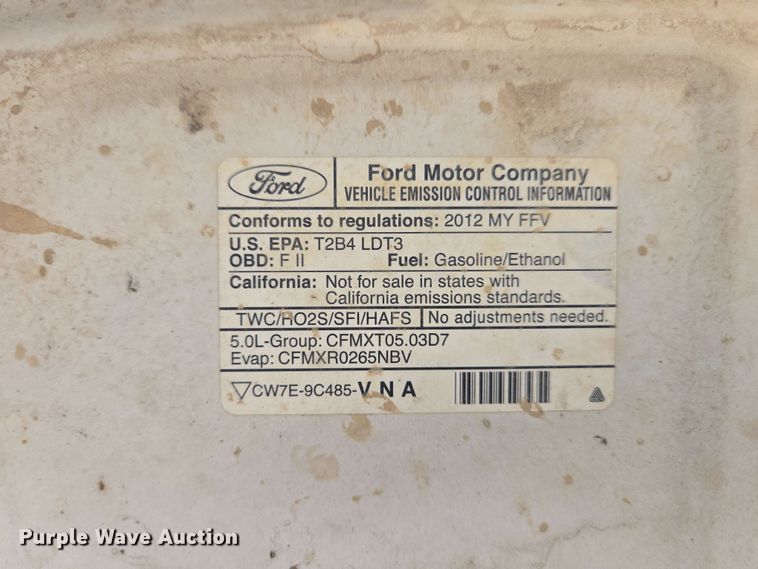 Ford
Ford Motor Company
VEHICLE EMISSION CONTROL INFORMATION
Conforms to regulations: 2012 MY FFV
U.S. EPA: T2B4 LDT3
OBD: F II Fuel: Gasoline/Ethanol
California: Not for sale in states with
California emissions standards.
TWC/HO2S/SFI/HAFS No adjustments needed.
5.0L-Group: CFMXT05.03D7
Evap: CFMXR0265NBV
CW7E-9C485-V N A
Purple Wave Auction